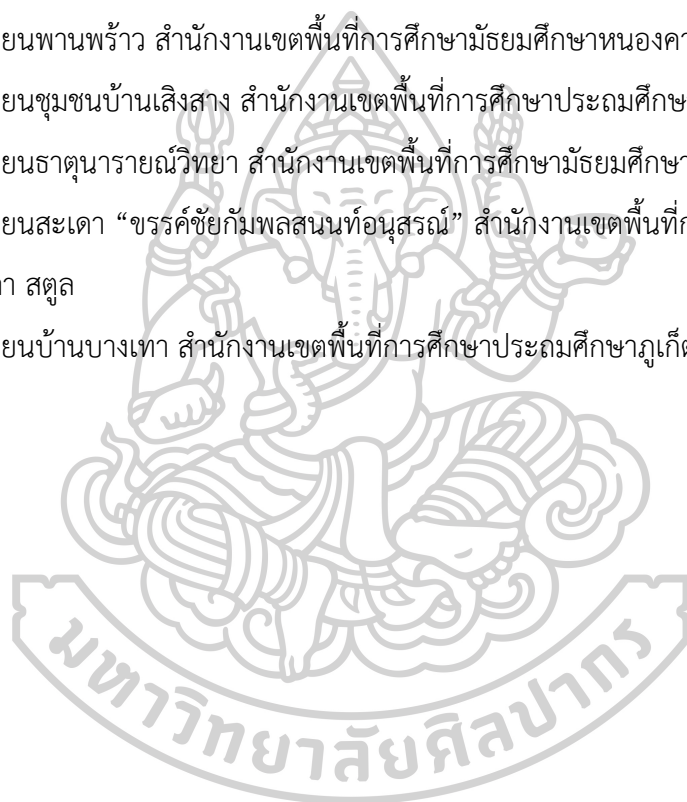 ยนพานพร้าว สำนักงานเขตพื้นที่การศึกษามัธยมศึกษาหนองคา
ยนชุมชนบ้านเสิงสาง สำนักงานเขตพื้นที่การศึกษาประถมศึกษ
ยนธาตุนารายณ์วิทยา สำนักงานเขตพื้นที่การศึกษามัธยมศึกษา
ยนสะเดา “ขรรค์ชัยกัมพลสนนท์อนุสรณ์” สำนักงานเขตพื้นที่ก
า สตูล
ยนบ้านบางเทา สำนักงานเขตพื้นที่การศึกษาประถมศึกษาภูเก็ต
มหาวิทยาลัยศิลปากร